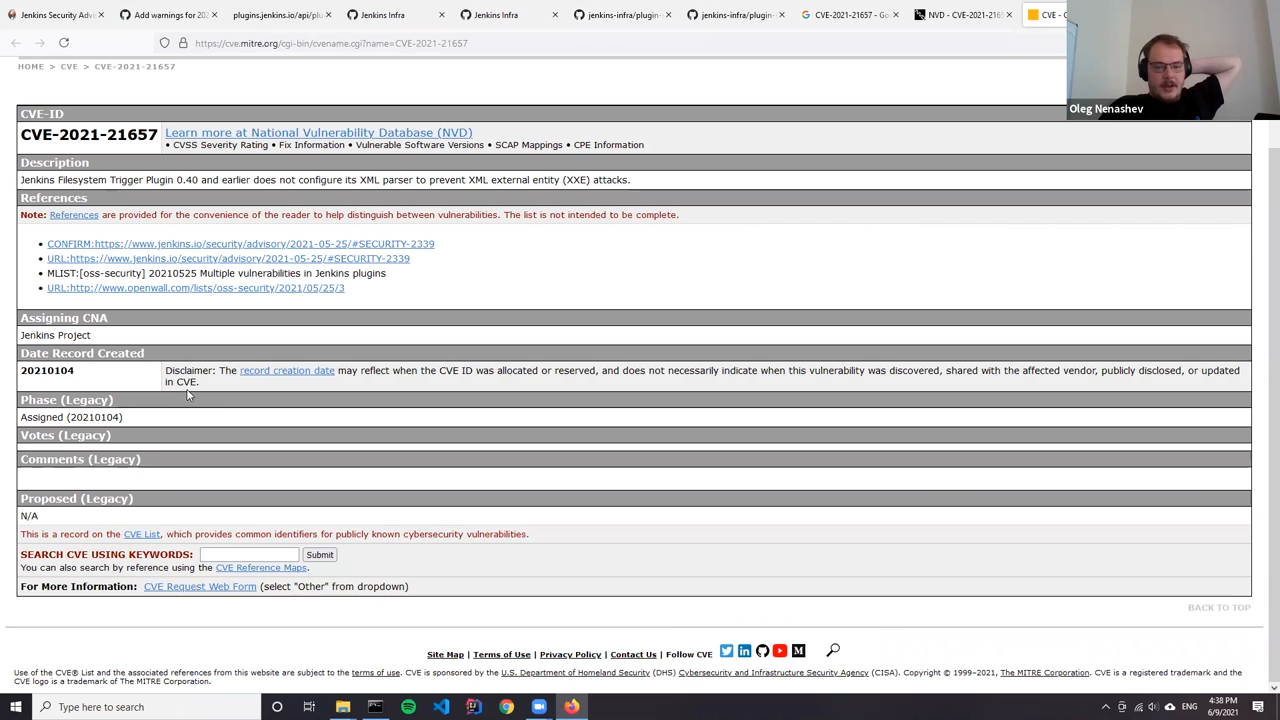 Jenkins Security Advi
Add warnings for 202
plugins.jenkins.io/api/pl
Jenkins Infra
Jenkins Infra
jenkins-infra/plugin-
jenkins-infra/plugin-
CVE-2021-21657 - Go
NVD - CVE-2021-165
CVE - C
https://cve.mitre.org/cgi-bin/cvename.cgi?name=CVE-2021-21657
Oleg Nenashev
HOME > CVE > CVE-2021-21657
CVE-ID
CVE-2021-21657 Learn more at National Vulnerability Database (NVD)
• CVSS Severity Rating • Fix Information • Vulnerable Software Versions • SCAP Mappings • CPE Information
Description
Jenkins Filesystem Trigger Plugin 0.40 and earlier does not configure its XML parser to prevent XML external entity (XXE) attacks.
References
Note: References are provided for the convenience of the reader to help distinguish between vulnerabilities. The list is not intended to be complete.
• CONFIRM:https://www.jenkins.io/security/advisory/2021-05-25/#SECURITY-2339
• URL:https://www.jenkins.io/security/advisory/2021-05-25/#SECURITY-2339
• MLIST:[oss-security] 20210525 Multiple vulnerabilities in Jenkins plugins
• URL:http://www.openwall.com/lists/oss-security/2021/05/25/3
Assigning CNA
Jenkins Project
Date Record Created
20210104 Disclaimer: The record creation date may reflect when the CVE ID was allocated or reserved, and does not necessarily indicate when this vulnerability was discovered, shared with the affected vendor, publicly disclosed, or updated
in CVE.
Phase (Legacy)
Assigned (20210104)
Votes (Legacy)
Comments (Legacy)
Proposed (Legacy)
N/A
This is a record on the CVE List, which provides common identifiers for publicly known cybersecurity vulnerabilities.
SEARCH CVE USING KEYWORDS: Submit
You can also search by reference using the CVE Reference Maps.
For More Information: CVE Request Web Form (select "Other" from dropdown)
BACK TO TOP
Site Map | Terms of Use | Privacy Policy | Contact Us | Follow CVE
Use of the CVE® List and the associated references from this website are subject to the terms of use. CVE is sponsored by the U.S. Department of Homeland Security (DHS) Cybersecurity and Infrastructure Security Agency (CISA). Copyright © 1999–2021, The MITRE Corporation. CVE is a registered trademark and the
CVE logo is a trademark of The MITRE Corporation.
Type here to search
ENG
4:38 PM
6/9/2021